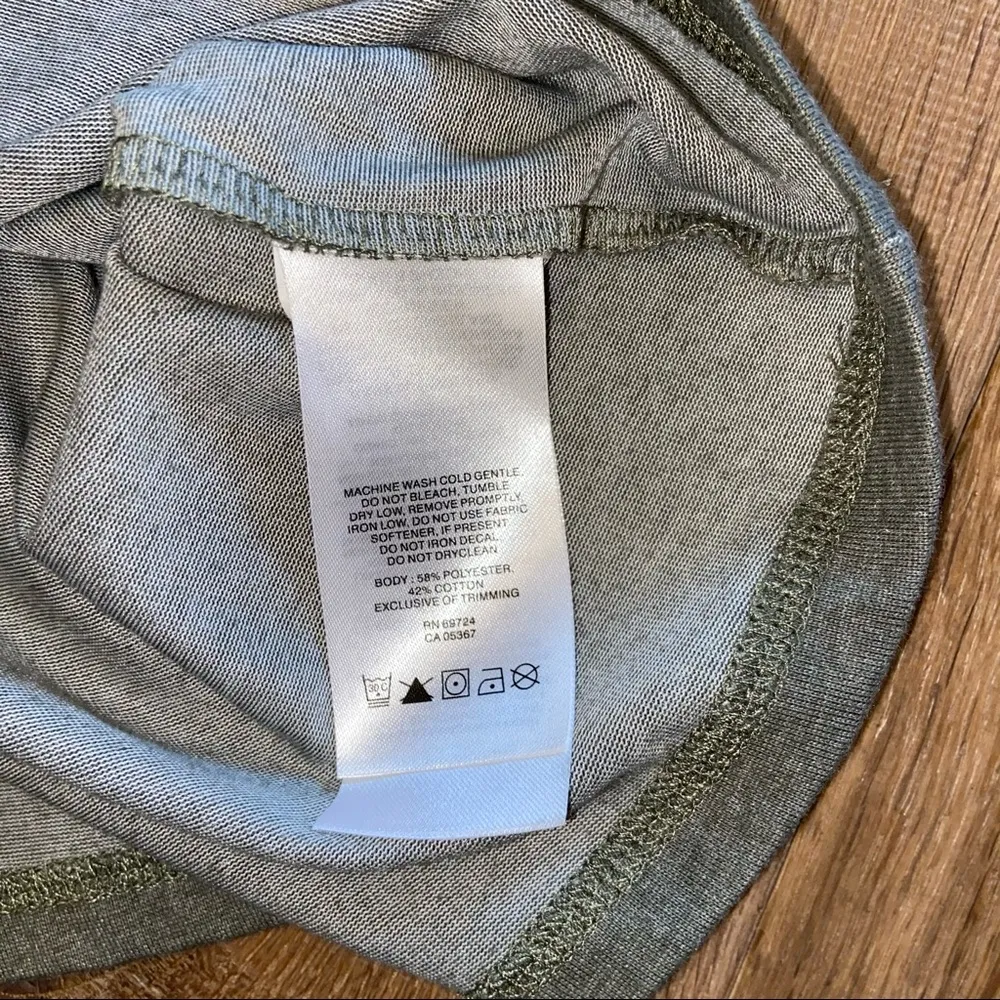 MACHINE WASH COLD GENTLE.
DO NOT BLEACH, TUMBLE
DRY LOW, REMOVE PROMPTLY,
IRON LOW, DO NOT USE FABRIC
SOFTENER, IF PRESENT
DO NOT IRON DECAL
DO NOT DRYCLEAN
BODY : 58% POLYESTER,
42% COTTON
EXCLUSIVE OF TRIMMING
RN 69724
CA 05367
30 C